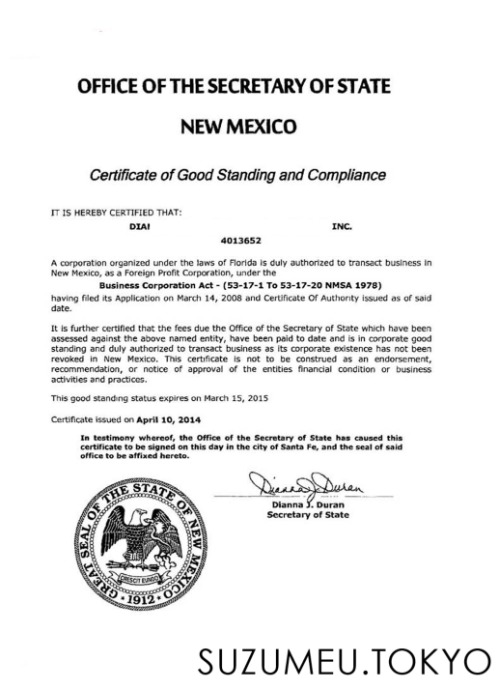 OFFICE OF THE SECRETARY OF STATE
NEW MEXICO
Certificate of Good Standing and Compliance
IT IS HEREBY CERTIFIED THAT:
DIAI INC.
4013652
A corporation organized under the laws of Florida is duly authorized to transact business in
New Mexico, as a Foreign Profit Corporation, under the
Business Corporation Act - (53-17-1 To 53-17-20 NMSA 1978)
having filed its Application on March 14, 2008 and Certificate Of Authority issued as of said
date.
It is further certified that the fees due the Office of the Secretary of State which have been
assessed against the above named entity, have been paid to date and is in corporate good
standing and duly authorized to transact business as its corporate existence has not been
revoked in New Mexico. This certificate is not to be construed as an endorsement,
recommendation, or notice of approval of the entities financial condition or business
activities and practices.
This good standing status expires on March 15, 2015
Certificate issued on April 10, 2014
In testimony whereof, the Office of the Secretary of State has caused this
certificate to be signed on this day in the city of Santa Fe, and the seal of said
office to be affixed hereto.
Dianna J. Duran
Dianna J. Duran
Secretary of State
GREAT SEAL OF THE STATE OF NEW MEXICO
CRESCIT EUNDO
1912
SUZUMEU.TOKYO